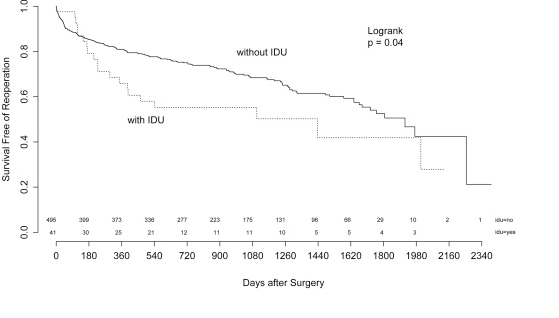 1.0
Logrank
p = 0.04
without IDU
0.8
0.6
with IDU
0.4
0.2
0.0
Survival Free of Reoperation
495 399 373 336 277 223 175 131 96 66 29 10 2 1 idu=no
41 30 25 21 12 11 11 10 5 5 4 3 idu=yes
0 180 360 540 720 900 1080 1260 1440 1620 1800 1980 2160 2340
Days after Surgery